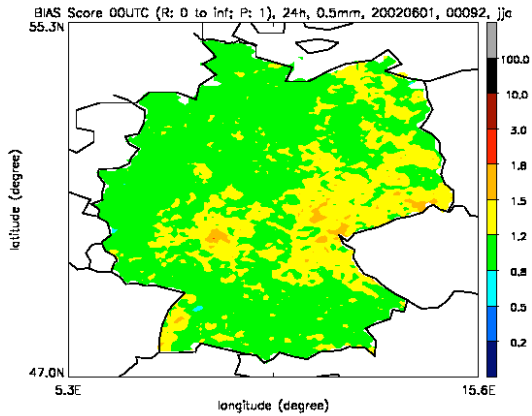 BIAS Score 00UTC (R: 0 to inf; P: 1), 24h, 0.5mm, 20020601, 00092, jja
55.3N
100.0
10.0
3.0
1.8
1.5
1.2
0.8
0.5
0.2
latitude (degree)
47.0N
5.3E
15.6E
longitude (degree)